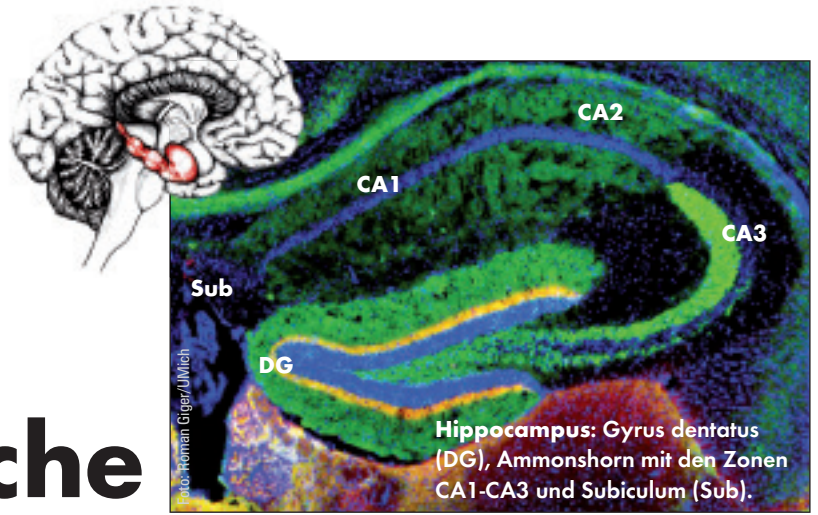 CA2
CA1
CA3
Sub
DG
Foto: Roman Giger/UMich
Hippocampus: Gyrus dentatus
(DG), Ammonshorn mit den Zonen
CA1-CA3 und Subiculum (Sub).
che